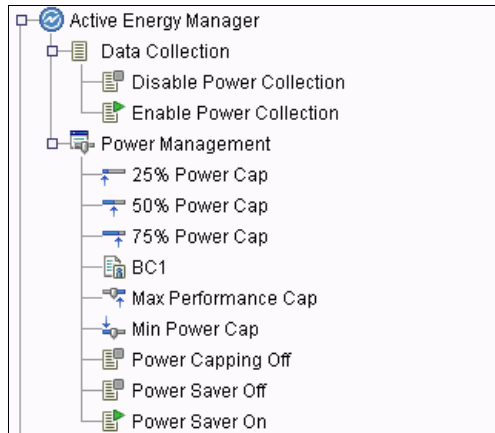 Active Energy Manager
Data Collection
Disable Power Collection
Enable Power Collection
Power Management
25% Power Cap
50% Power Cap
75% Power Cap
BC1
Max Performance Cap
Min Power Cap
Power Capping Off
Power Saver Off
Power Saver On